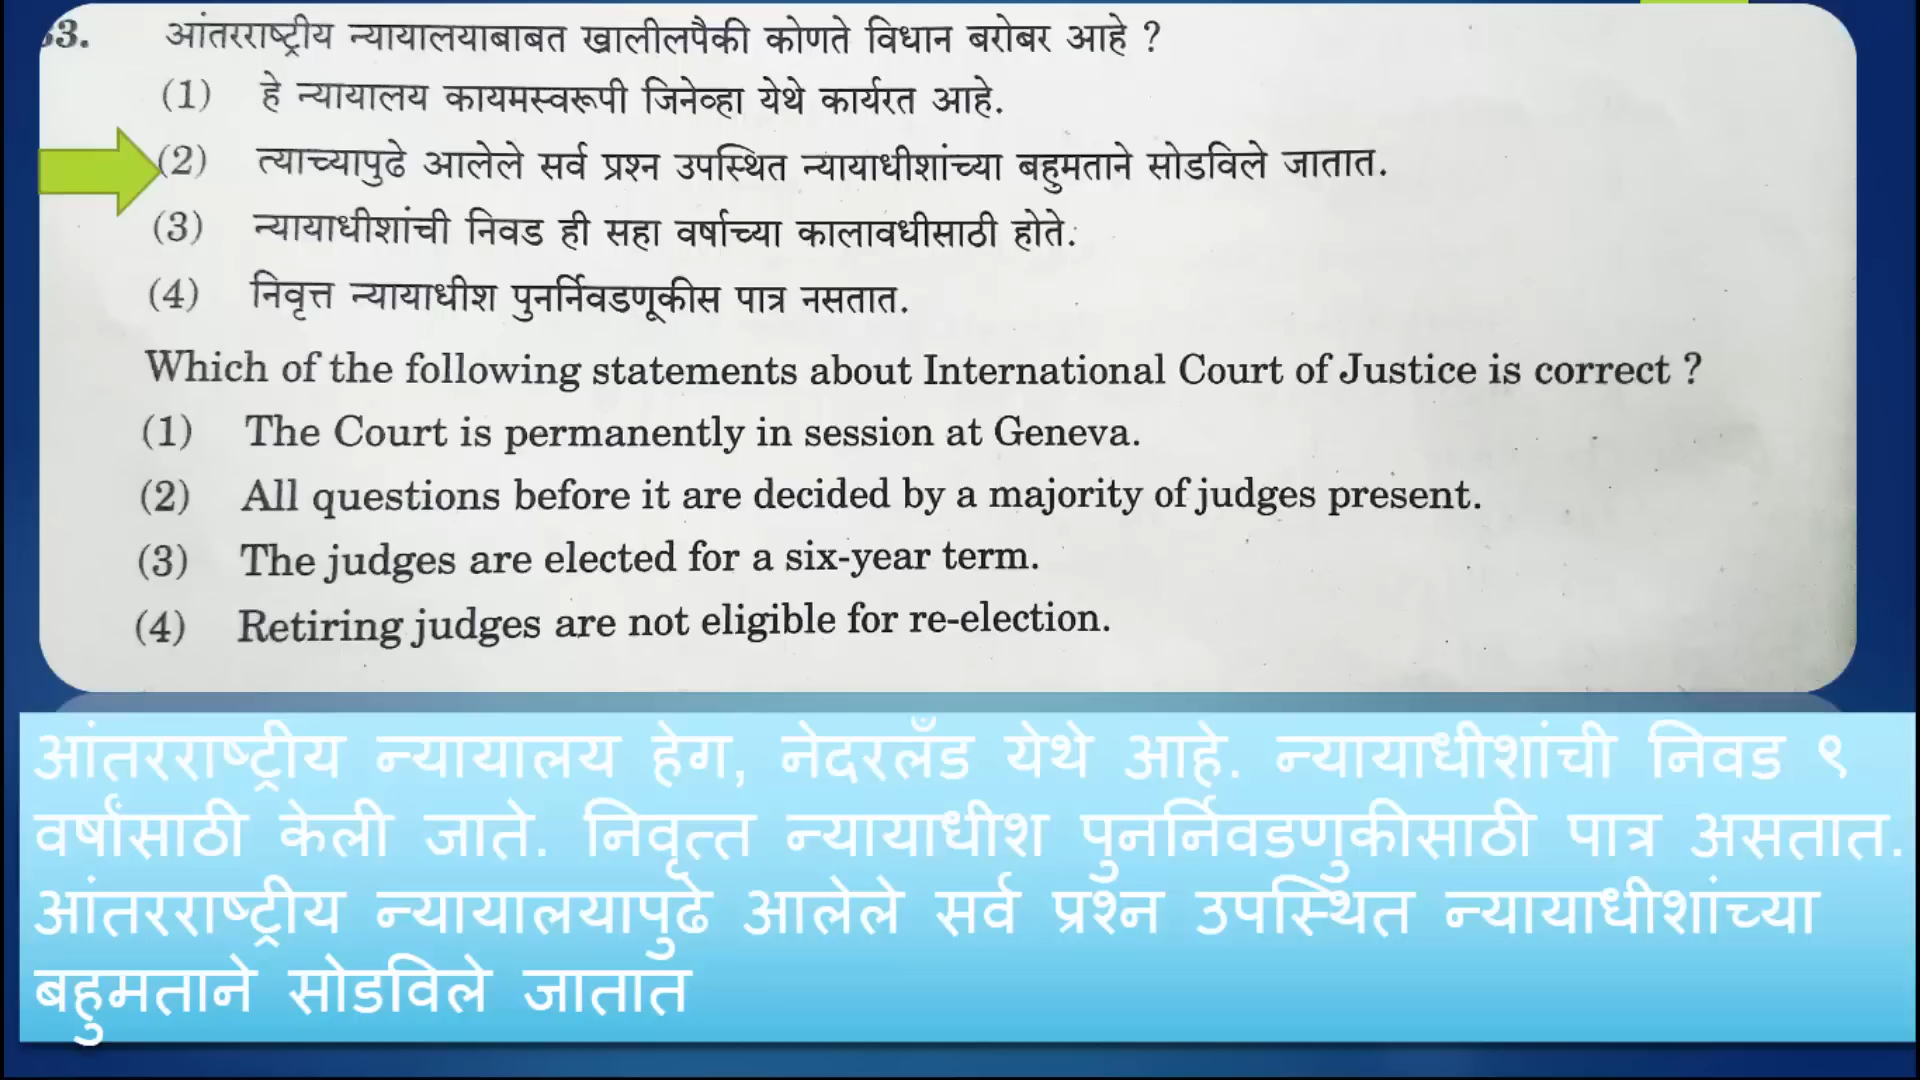 33. आंतरराष्ट्रीय न्यायालयाबाबत खालीलपैकी कोणते विधान बरोबर आहे ?
(1) हे न्यायालय कायमस्वरूपी जिनेव्हा येथे कार्यरत आहे.
(2) त्याच्यापुढे आलेले सर्व प्रश्न उपस्थित न्यायाधीशांच्या बहुमताने सोडविले जातात.
(3) न्यायाधीशांची निवड ही सहा वर्षाच्या कालावधीसाठी होते.
(4) निवृत्त न्यायाधीश पुनर्निवडणूकीस पात्र नसतात.
Which of the following statements about International Court of Justice is correct ?
(1) The Court is permanently in session at Geneva.
(2) All questions before it are decided by a majority of judges present.
(3) The judges are elected for a six-year term.
(4) Retiring judges are not eligible for re-election.
आंतरराष्ट्रीय न्यायालय हेग, नेदरलँड येथे आहे. न्यायाधीशांची निवड ९
वर्षांसाठी केली जाते. निवृत्त न्यायाधीश पुनर्निवडणुकीसाठी पात्र असतात.
आंतरराष्ट्रीय न्यायालयापुढे आलेले सर्व प्रश्न उपस्थित न्यायाधीशांच्या
बहुमताने सोडविले जातात